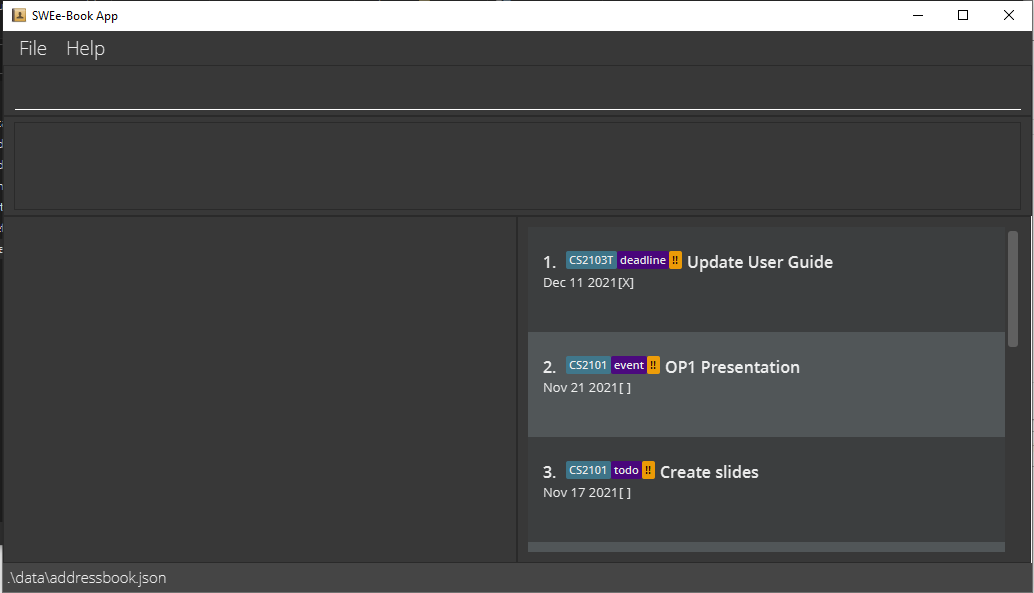 SWEe-Book App
File Help
1. CS2103T deadline !! Update User Guide
Dec 11 2021[X]
2. CS2101 event !! OP1 Presentation
Nov 21 2021[ ]
3. CS2101 todo !! Create slides
Nov 17 2021[ ]
.\data\addressbook.json